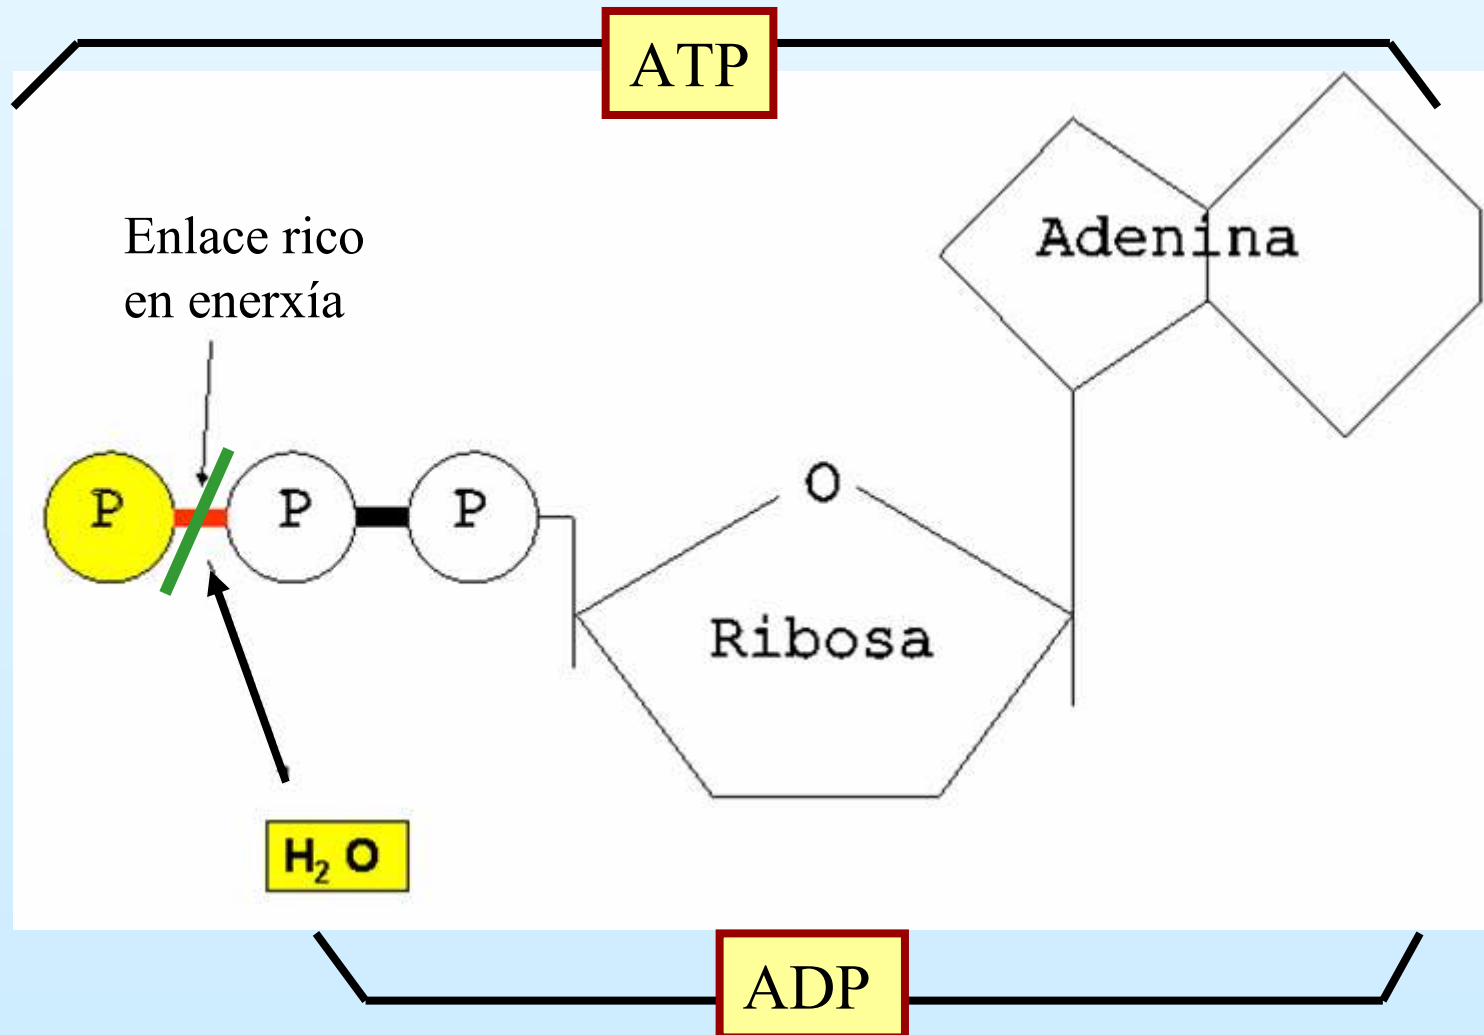 ATP
Enlace rico
en enerxía
Adenina
P P P
O
Ribosa
H₂ O
ADP